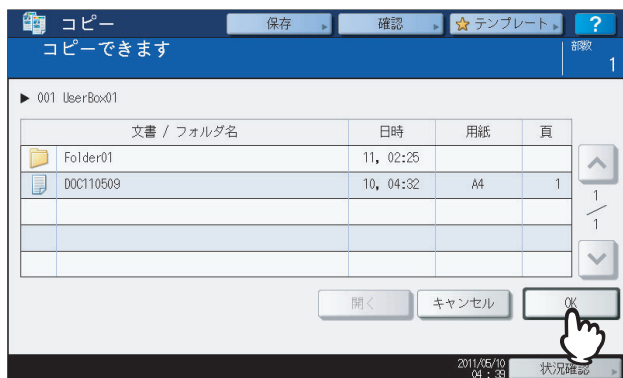 コピー 保存 確認 テンプレート ?
コピーできます 部数
1
▶ 001 UserBox01
文書 / フォルダ名 日時 用紙 頁
Folder01 11, 02:25
DOC110509 10, 04:32 A4 1
1
/
1
開く キャンセル OK
2011/05/10
04 : 39
状況確認